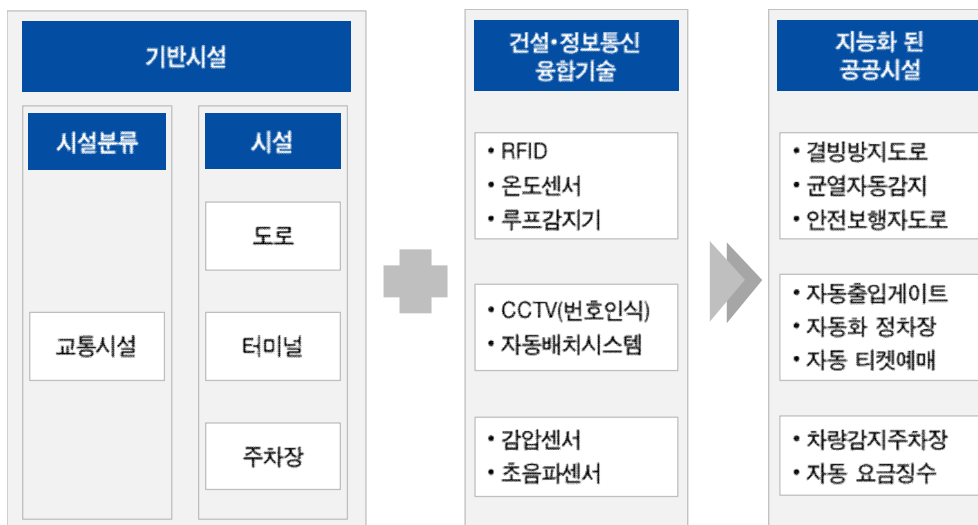 기반시설
시설분류
시설
교통시설
도로
터미널
주차장
건설·정보통신
융합기술
• RFID
• 온도센서
• 루프감지기
• CCTV(번호인식)
• 자동배치시스템
• 감압센서
• 초음파센서
지능화 된
공공시설
• 결빙방지도로
• 균열자동감지
• 안전보행자도로
• 자동출입게이트
• 자동화 정차장
• 자동 티켓예매
• 차량감지주차장
• 자동 요금징수